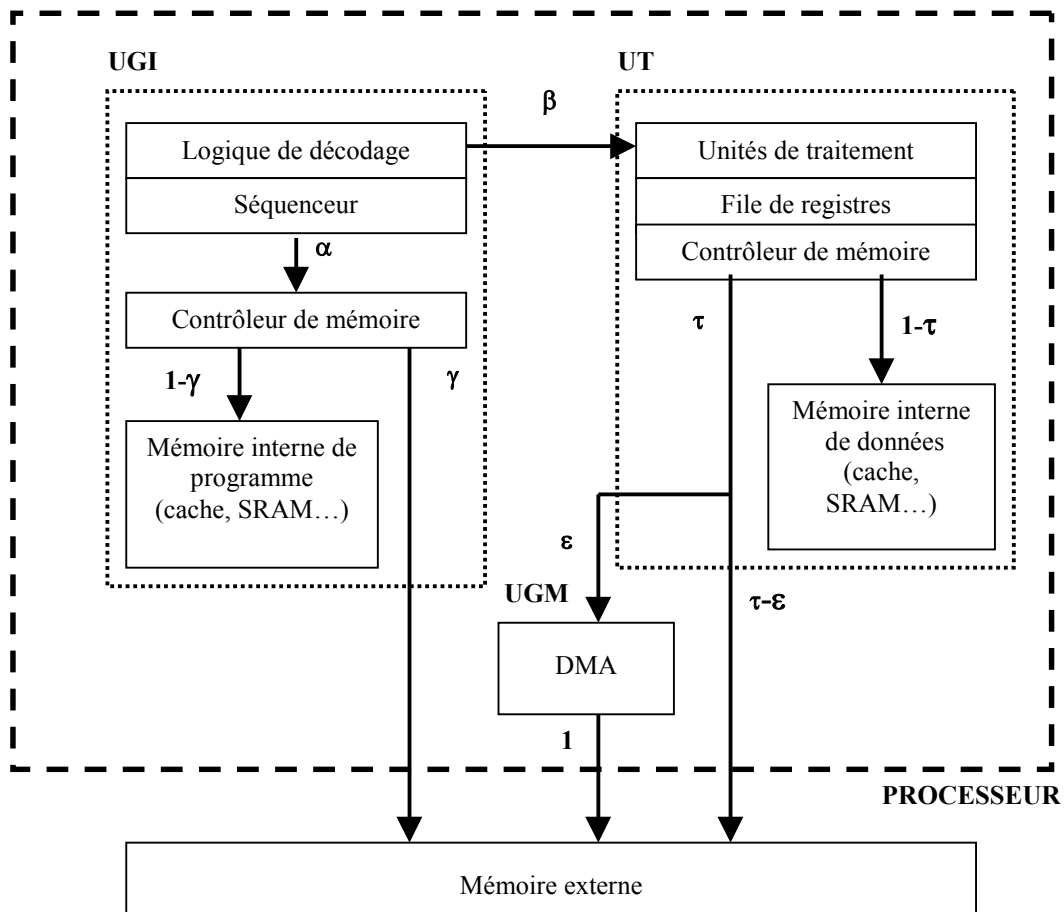 UGI
UT
β
Logique de décodage
Séquenceur
α
Contrôleur de mémoire
1-γ
γ
Mémoire interne de
programme
(cache, SRAM…)
Unités de traitement
File de registres
Contrôleur de mémoire
τ
1-τ
Mémoire interne
de données
(cache,
SRAM…)
ε
UGM
τ-ε
DMA
1
PROCESSEUR
Mémoire externe